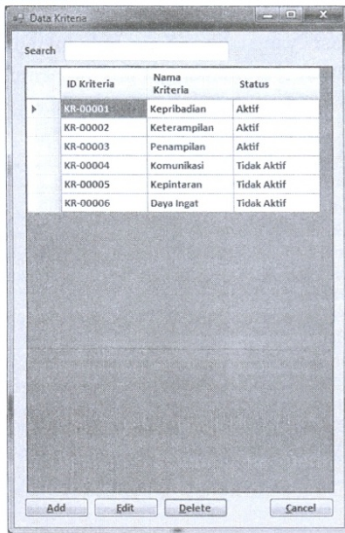 Data Kriteria
Search
ID Kriteria Nama Kriteria Status
KR-00001 Kepribadian Aktif
KR-00002 Keterampilan Aktif
KR-00003 Penampilan Aktif
KR-00004 Komunikasi Tidak Aktif
KR-00005 Kepintaran Tidak Aktif
KR-00006 Daya Ingat Tidak Aktif
Add Edit Delete Cancel